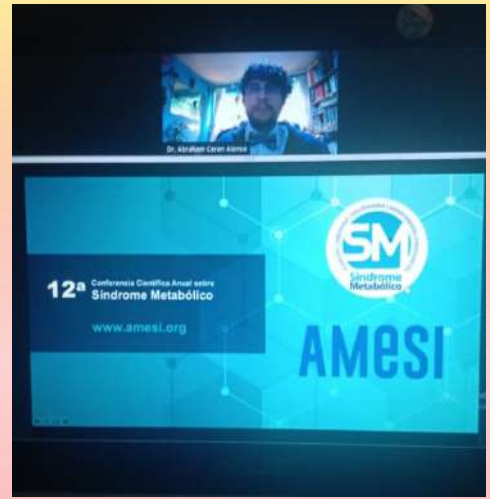 Dr. Abraham Ceron Alonso
12ª Conferencia Científica Anual sobre
Síndrome Metabólico
www.amesi.org
SM
Síndrome
Metabólico
AMESI